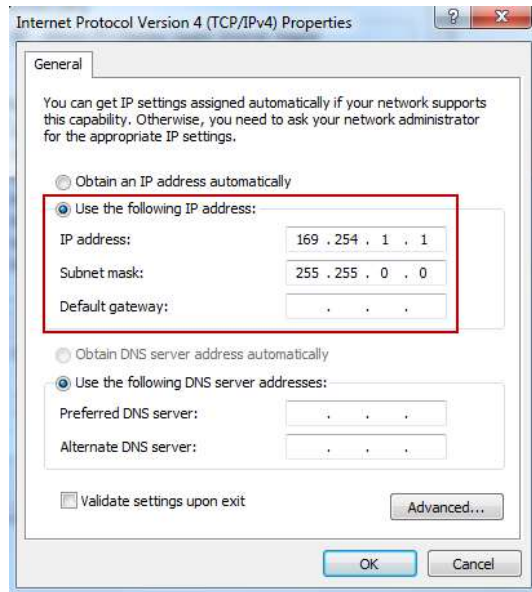 Internet Protocol Version 4 (TCP/IPv4) Properties
General
You can get IP settings assigned automatically if your network supports
this capability. Otherwise, you need to ask your network administrator
for the appropriate IP settings.
Obtain an IP address automatically
Use the following IP address:
IP address: 169 . 254 . 1 . 1
Subnet mask: 255 . 255 . 0 . 0
Default gateway: . . .
Obtain DNS server address automatically
Use the following DNS server addresses:
Preferred DNS server: . . .
Alternate DNS server: . . .
Validate settings upon exit
Advanced...
OK Cancel